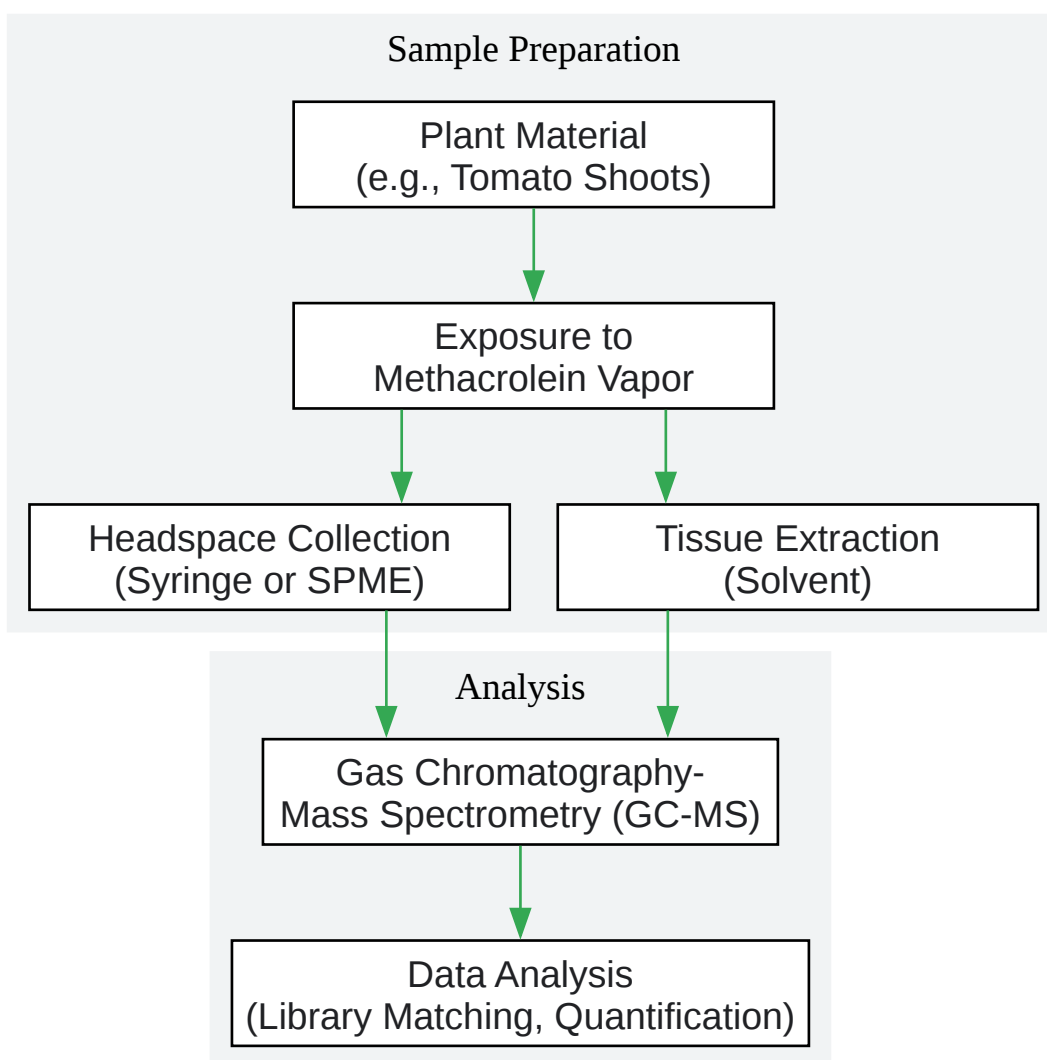 Sample Preparation
Plant Material
(e.g., Tomato Shoots)
Exposure to
Methacrolein Vapor
Headspace Collection
(Syringe or SPME)
Tissue Extraction
(Solvent)
Analysis
Gas Chromatography-
Mass Spectrometry (GC-MS)
Data Analysis
(Library Matching, Quantification)